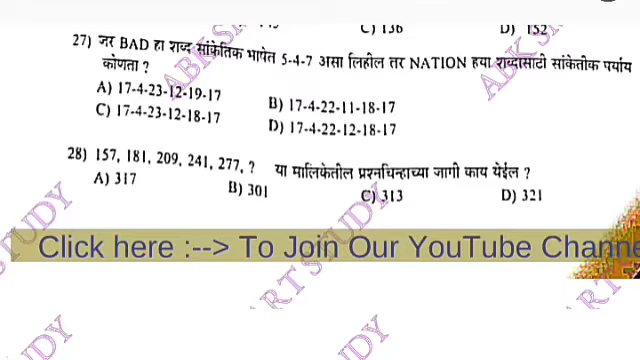 C) 136 D) 152
27) जर BAD हा शब्द सांकेतिक भाषेत 5-4-7 असा लिहील तर NATION हया शब्दासाटी सांकेतीक पर्याय
कोणता ?
A) 17-4-23-12-19-17 B) 17-4-22-11-18-17
C) 17-4-23-12-18-17 D) 17-4-22-12-18-17
28) 157, 181, 209, 241, 277, ? या मालिकेतील प्रश्नचिन्हाच्या जागी काय येईल ?
A) 317 B) 301 C) 313 D) 321
Click here :--> To Join Our YouTube Channe